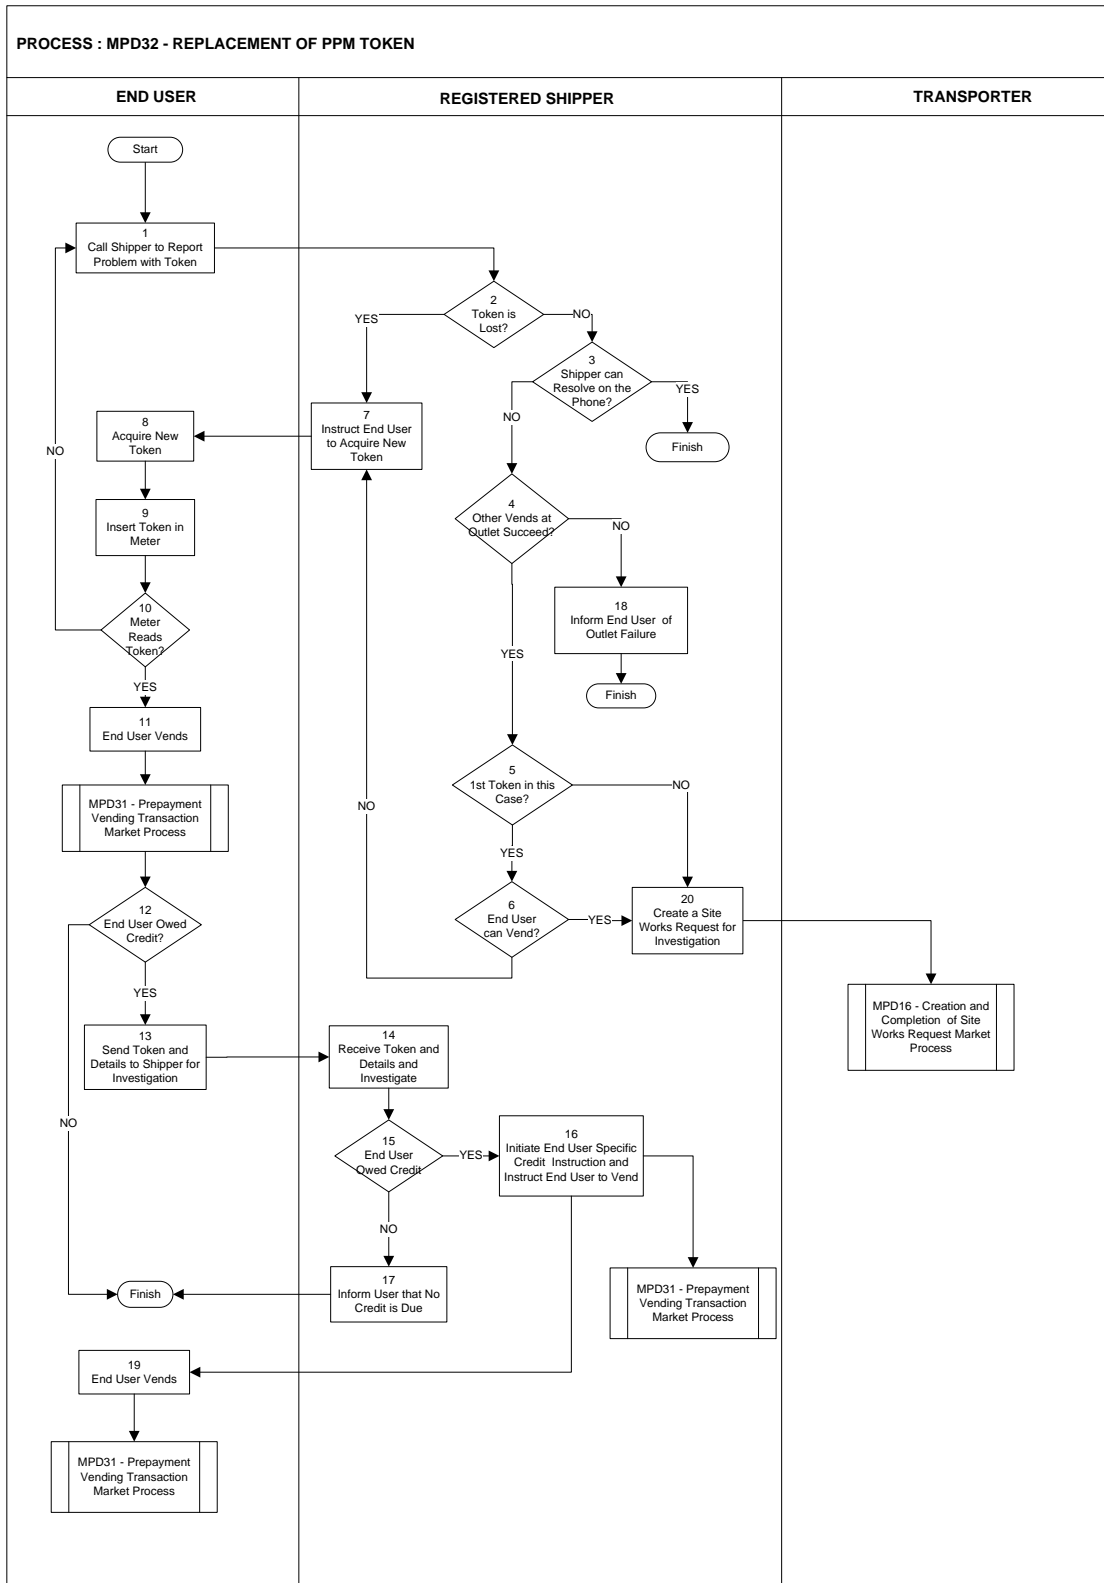 PROCESS : MPD32 - REPLACEMENT OF PPM TOKEN
END USER
REGISTERED SHIPPER
TRANSPORTER
Start
1
Call Shipper to Report
Problem with Token
2
Token is
Lost?
YES
NO
3
Shipper can
Resolve on the
Phone?
YES
NO
Finish
7
Instruct End User
to Acquire New
Token
8
Acquire New
Token
NO
9
Insert Token in
Meter
4
Other Vends at
Outlet Succeed?
NO
YES
18
Inform End User of
Outlet Failure
Finish
10
Meter
Reads
Token?
YES
11
End User Vends
MPD31 - Prepayment
Vending Transaction
Market Process
5
1st Token in this
Case?
NO
YES
NO
6
End User
can Vend?
YES
20
Create a Site
Works Request for
Investigation
12
End User Owed
Credit?
YES
NO
MPD16 - Creation and
Completion of Site
Works Request Market
Process
13
Send Token and
Details to Shipper for
Investigation
14
Receive Token and
Details and
Investigate
15
End User
Owed Credit
YES
NO
16
Initiate End User Specific
Credit Instruction and
Instruct End User to Vend
17
Inform User that No
Credit is Due
Finish
MPD31 - Prepayment
Vending Transaction
Market Process
19
End User Vends
MPD31 - Prepayment
Vending Transaction
Market Process